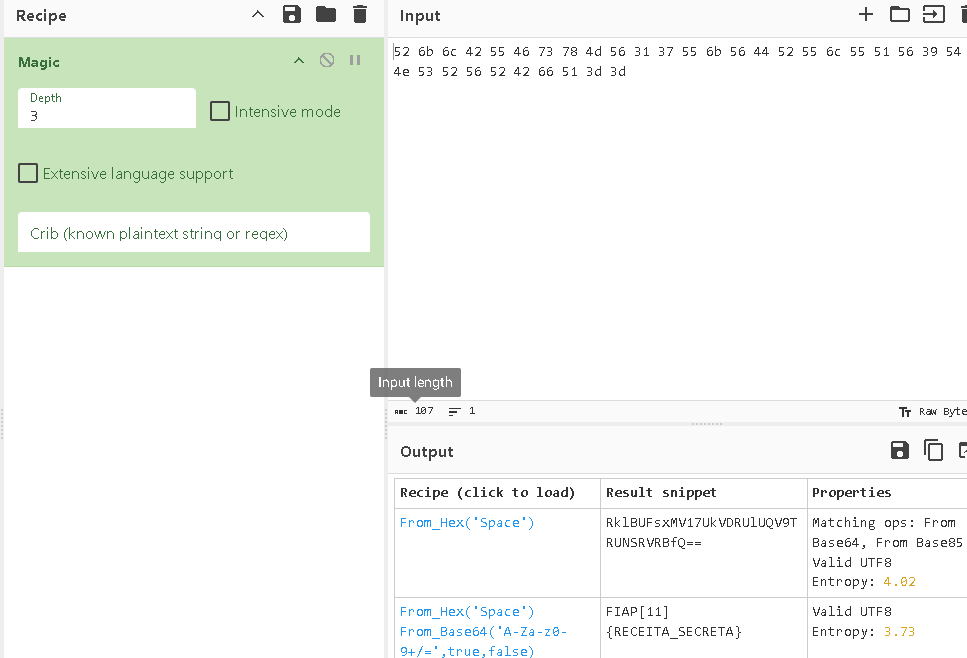 Recipe
Magic
Depth
3
Intensive mode
Extensive language support
Crib (known plaintext string or regex)
Input
52 6b 6c 42 55 46 73 78 4d 56 31 37 55 6b 56 44 52 55 6c 55 51 56 39 54
4e 53 52 56 52 42 66 51 3d 3d
Input length
ABC 107 1
Raw Byte
Output
Recipe (click to load) Result snippet Properties
From_Hex('Space') RklBUFsxMV17UkVDRUlUQV9T Matching ops: From
RUNSRVRBfQ== Base64, From Base85
Valid UTF8
Entropy: 4.02
From_Hex('Space') FIAP[11] Valid UTF8
From_Base64('A-Za-z0- {RECEITA_SECRETA} Entropy: 3.73
9+/=',true,false)